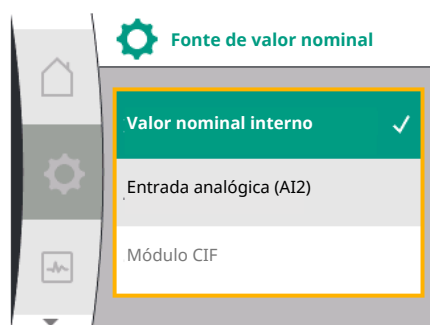 Fonte de valor nominal
Valor nominal interno
Entrada analógica (AI2)
Módulo CIF